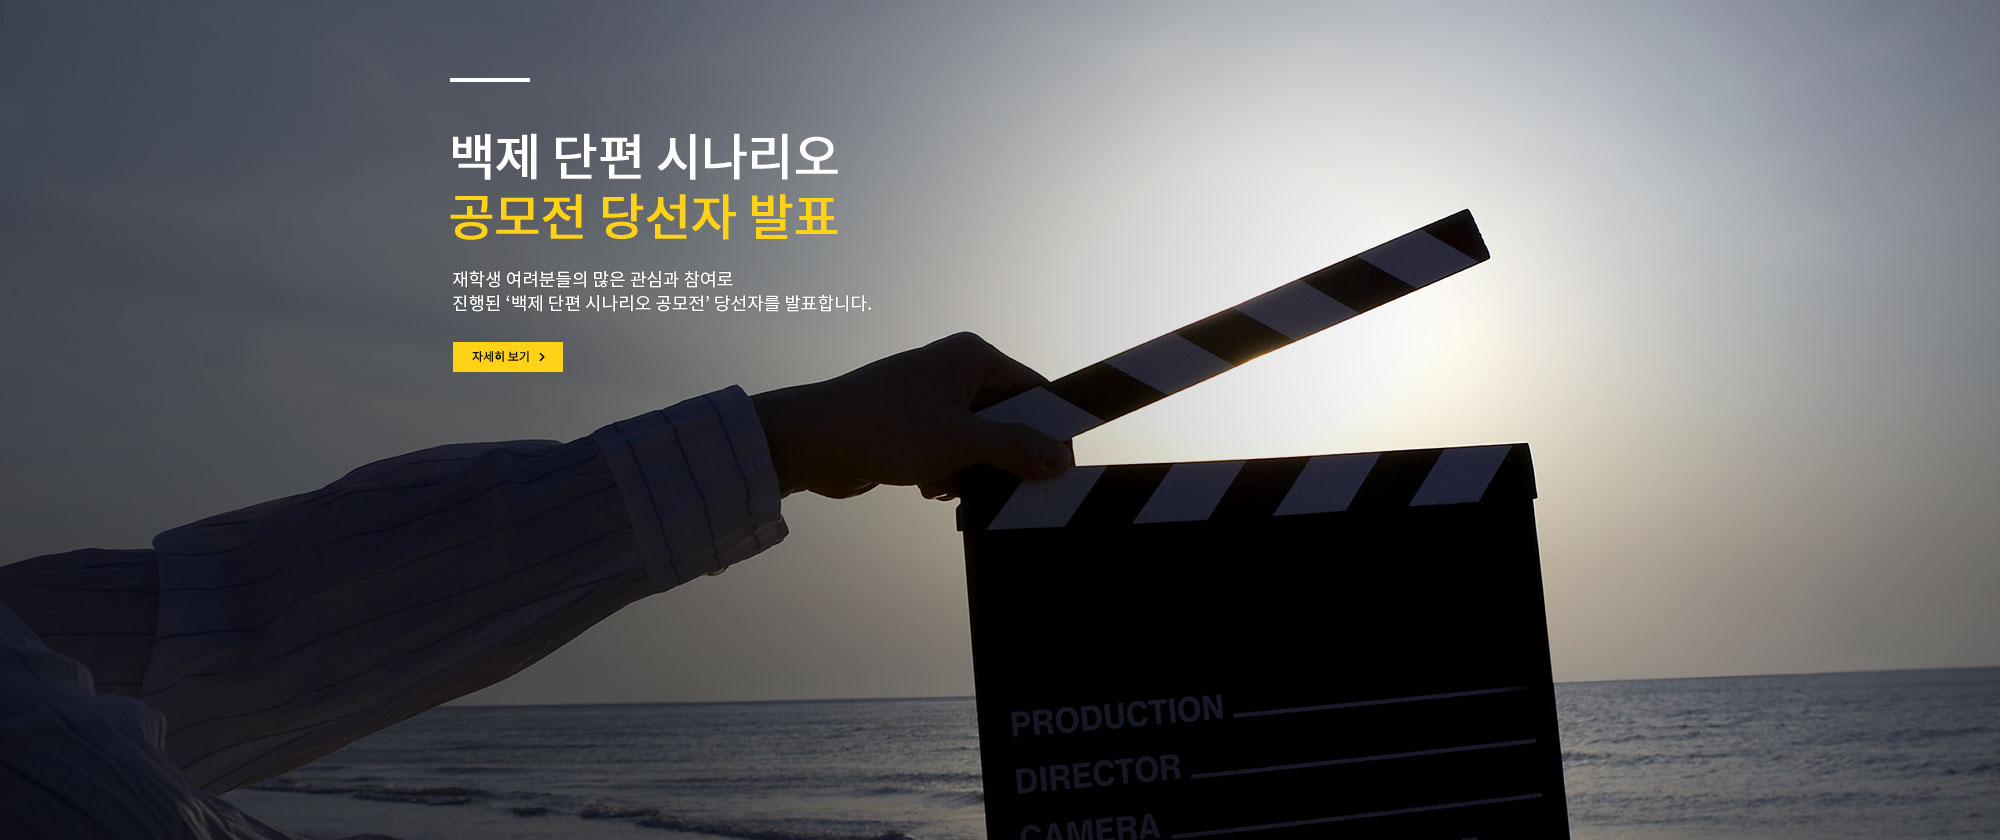 백제 단편 시나리오
공모전 당선자 발표
재학생 여려분들의 많은 관심과 참여로
진행된 ‘백제 단편 시나리오 공모전’ 당선자를 발표합니다.
자세히 보기
PRODUCTION
DIRECTOR
CAMERA